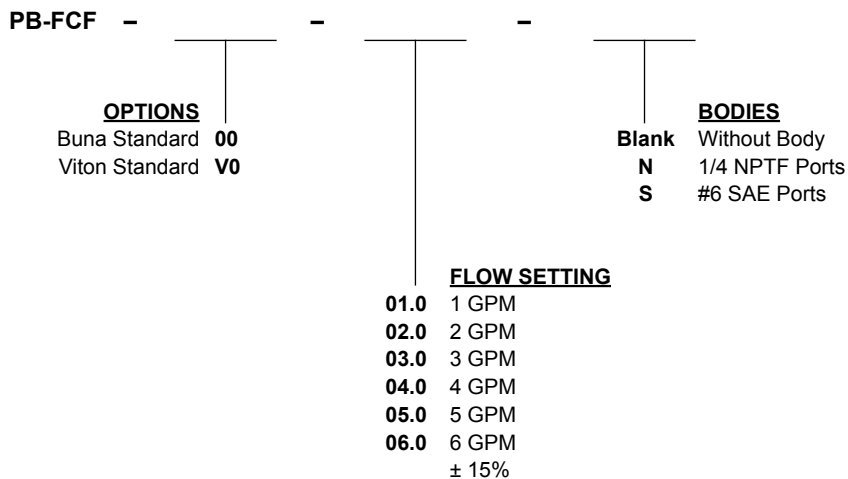 PB-FCF – – –
OPTIONS
Buna Standard 00
Viton Standard V0
BODIES
Blank Without Body
N 1/4 NPTF Ports
S #6 SAE Ports
FLOW SETTING
01.0 1 GPM
02.0 2 GPM
03.0 3 GPM
04.0 4 GPM
05.0 5 GPM
06.0 6 GPM
± 15%